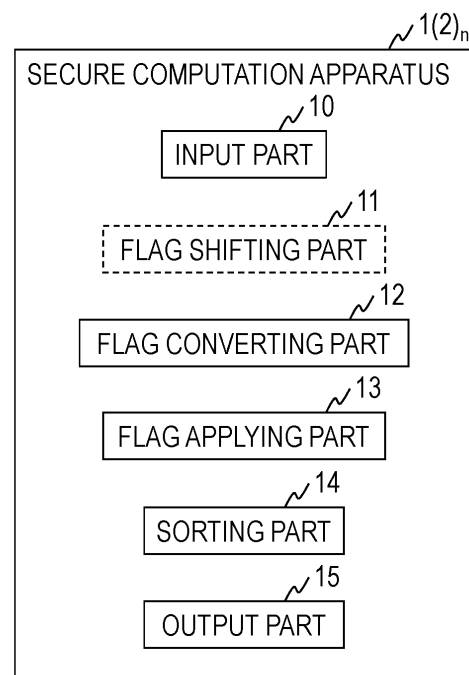 1(2)n
SECURE COMPUTATION APPARATUS
10
INPUT PART
11
FLAG SHIFTING PART
12
FLAG CONVERTING PART
13
FLAG APPLYING PART
14
SORTING PART
15
OUTPUT PART